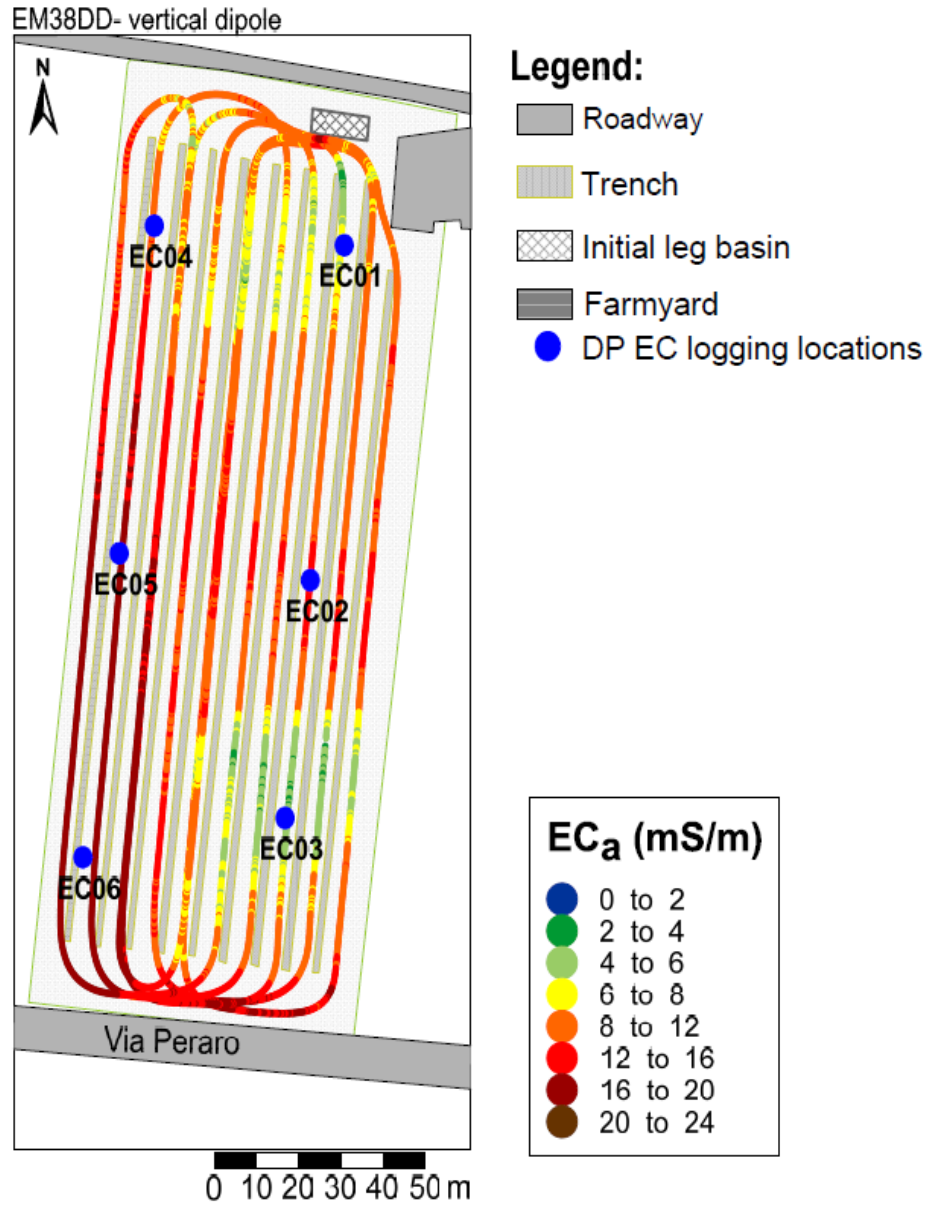 EM38DD- vertical dipole
N
EC04
EC01
EC05
EC02
EC03
EC06
Via Peraro
0 10 20 30 40 50 m
Legend:
Roadway
Trench
Initial leg basin
Farmyard
DP EC logging locations
ECa (mS/m)
0 to 2
2 to 4
4 to 6
6 to 8
8 to 12
12 to 16
16 to 20
20 to 24